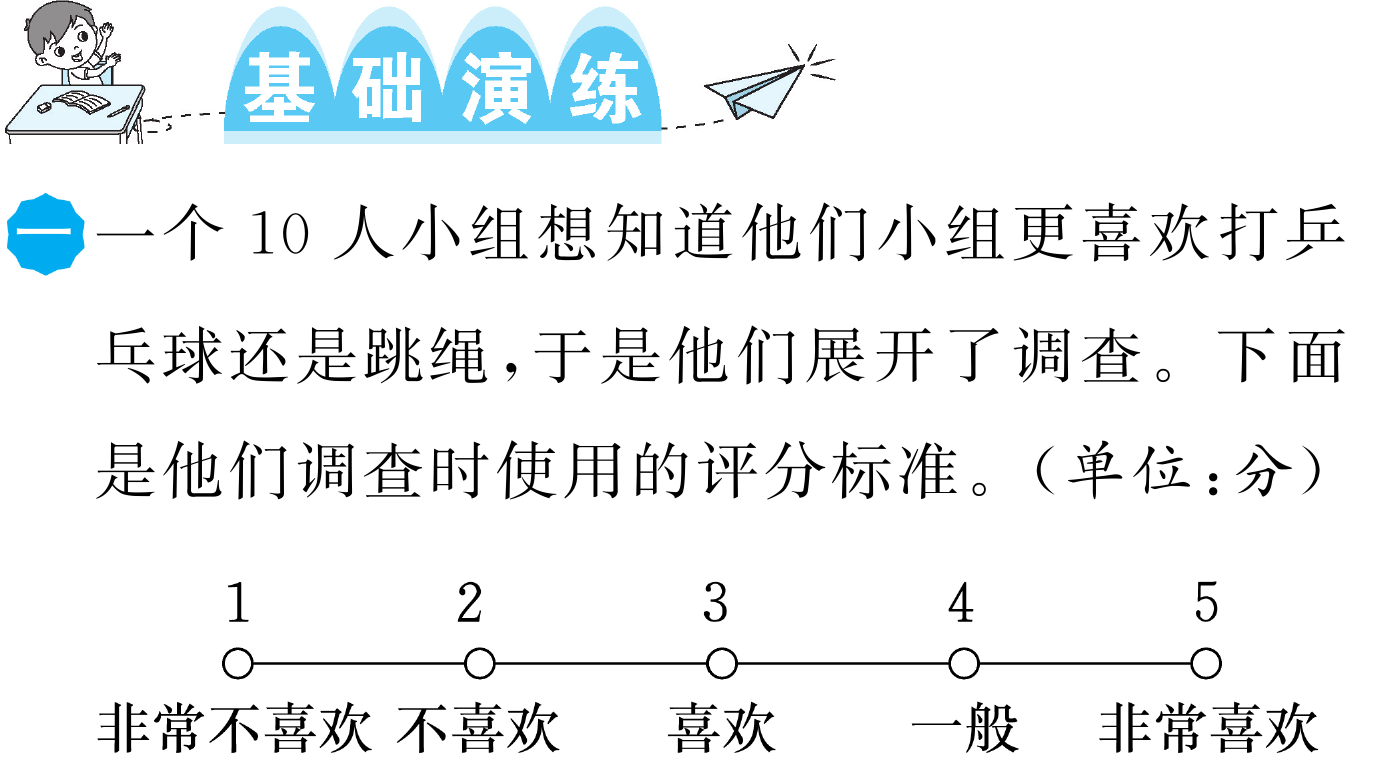 基础演练
一 一个 10 人小组想知道他们小组更喜欢打乒
乓球还是跳绳,于是他们展开了调查。下面
是他们调查时使用的评分标准。(单位:分)
1 2 3 4 5
非常不喜欢 不喜欢 喜欢 一般 非常喜欢